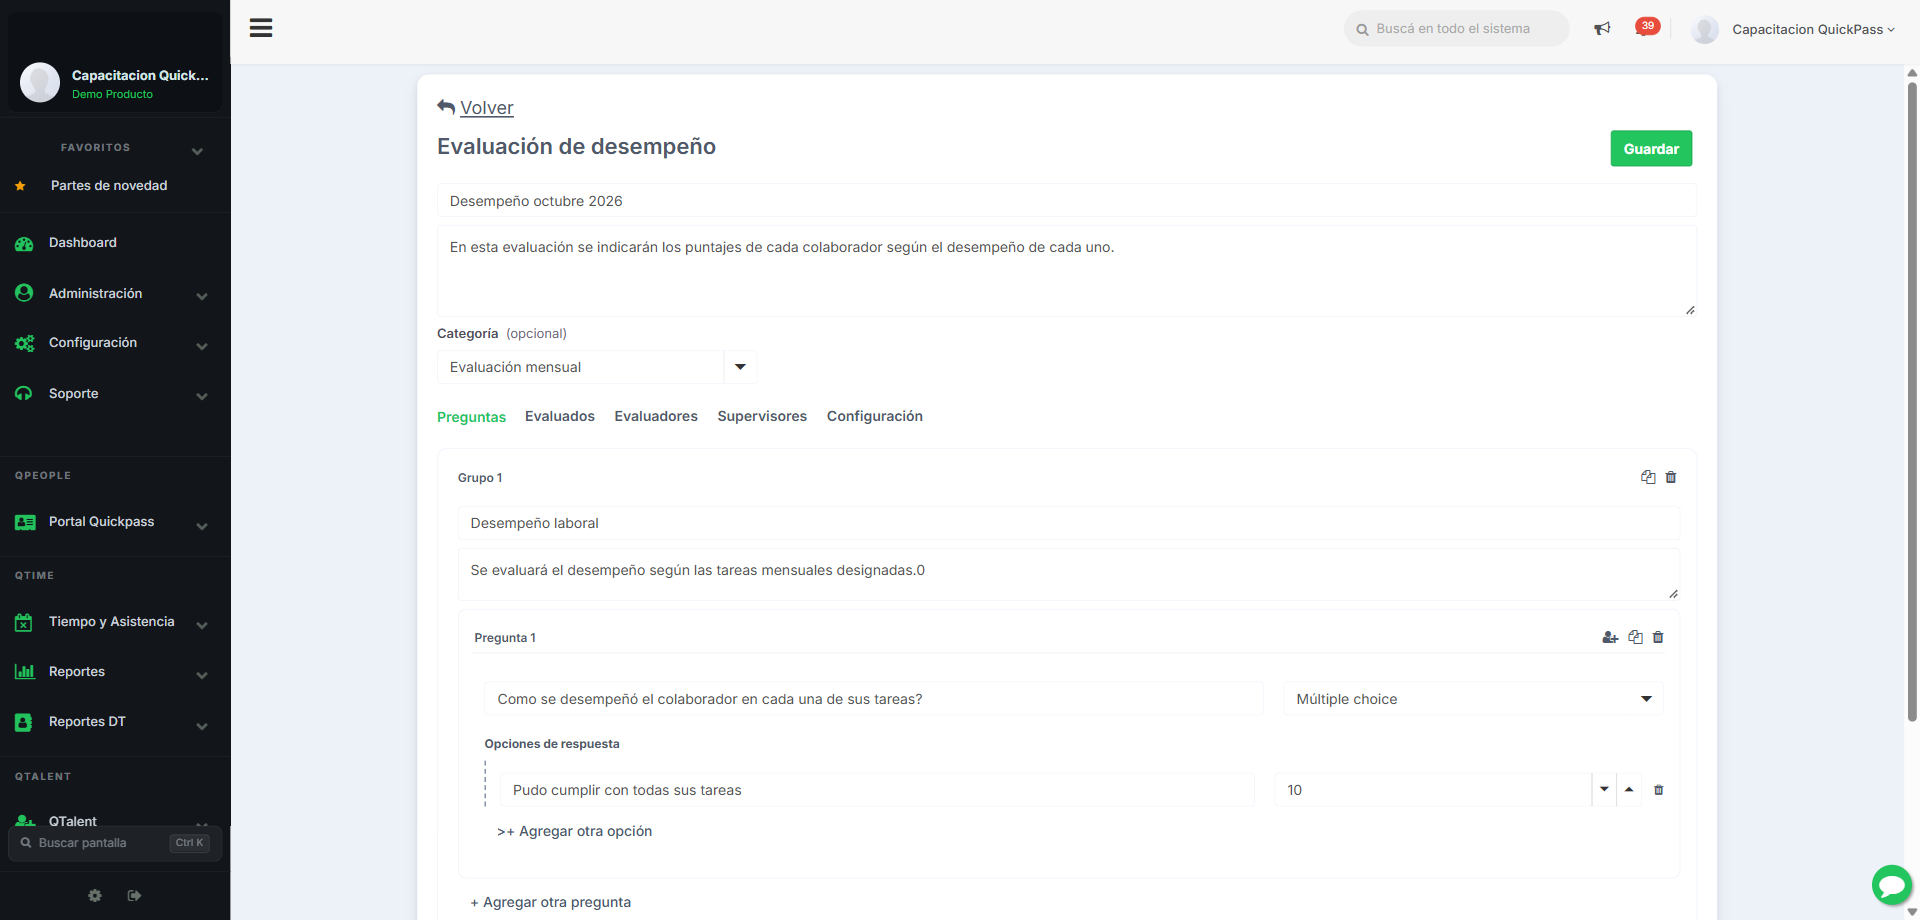 Capacitacion Quick...
Demo Producto
FAVORITOS
Partes de novedad
Dashboard
Administración
Configuración
Soporte
QPEOPLE
Portal Quickpass
QTIME
Tiempo y Asistencia
Reportes
Reportes DT
QTALENT
QTalent
Buscar pantalla
Ctrl K
Buscá en todo el sistema
39
Capacitacion QuickPass
Volver
Evaluación de desempeño
Guardar
Desempeño octubre 2026
En esta evaluación se indicarán los puntajes de cada colaborador según el desempeño de cada uno.
Categoría (opcional)
Evaluación mensual
Preguntas Evaluados Evaluadores Supervisores Configuración
Grupo 1
Desempeño laboral
Se evaluará el desempeño según las tareas mensuales designadas.0
Pregunta 1
Como se desempeñó el colaborador en cada una de sus tareas?
Múltiple choice
Opciones de respuesta
Pudo cumplir con todas sus tareas
10
>+ Agregar otra opción
+ Agregar otra pregunta